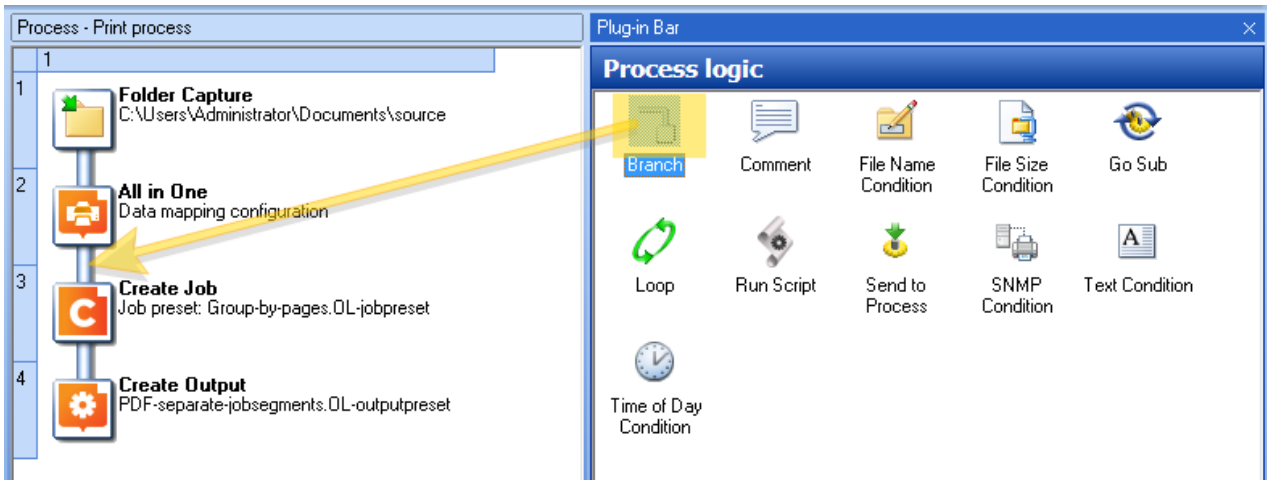 Process - Print process
1
1
Folder Capture
C:\Users\Administrator\Documents\source
2
All in One
Data mapping configuration
3
Create Job
Job preset: Group-by-pages.OL-jobpreset
C
4
Create Output
PDF-separate-jobsegments.OL-outputpreset
Plug-in Bar
Process logic
Branch
Comment
File Name
Condition
File Size
Condition
Go Sub
Loop
Run Script
Send to
Process
SNMP
Condition
A
Text Condition
Time of Day
Condition